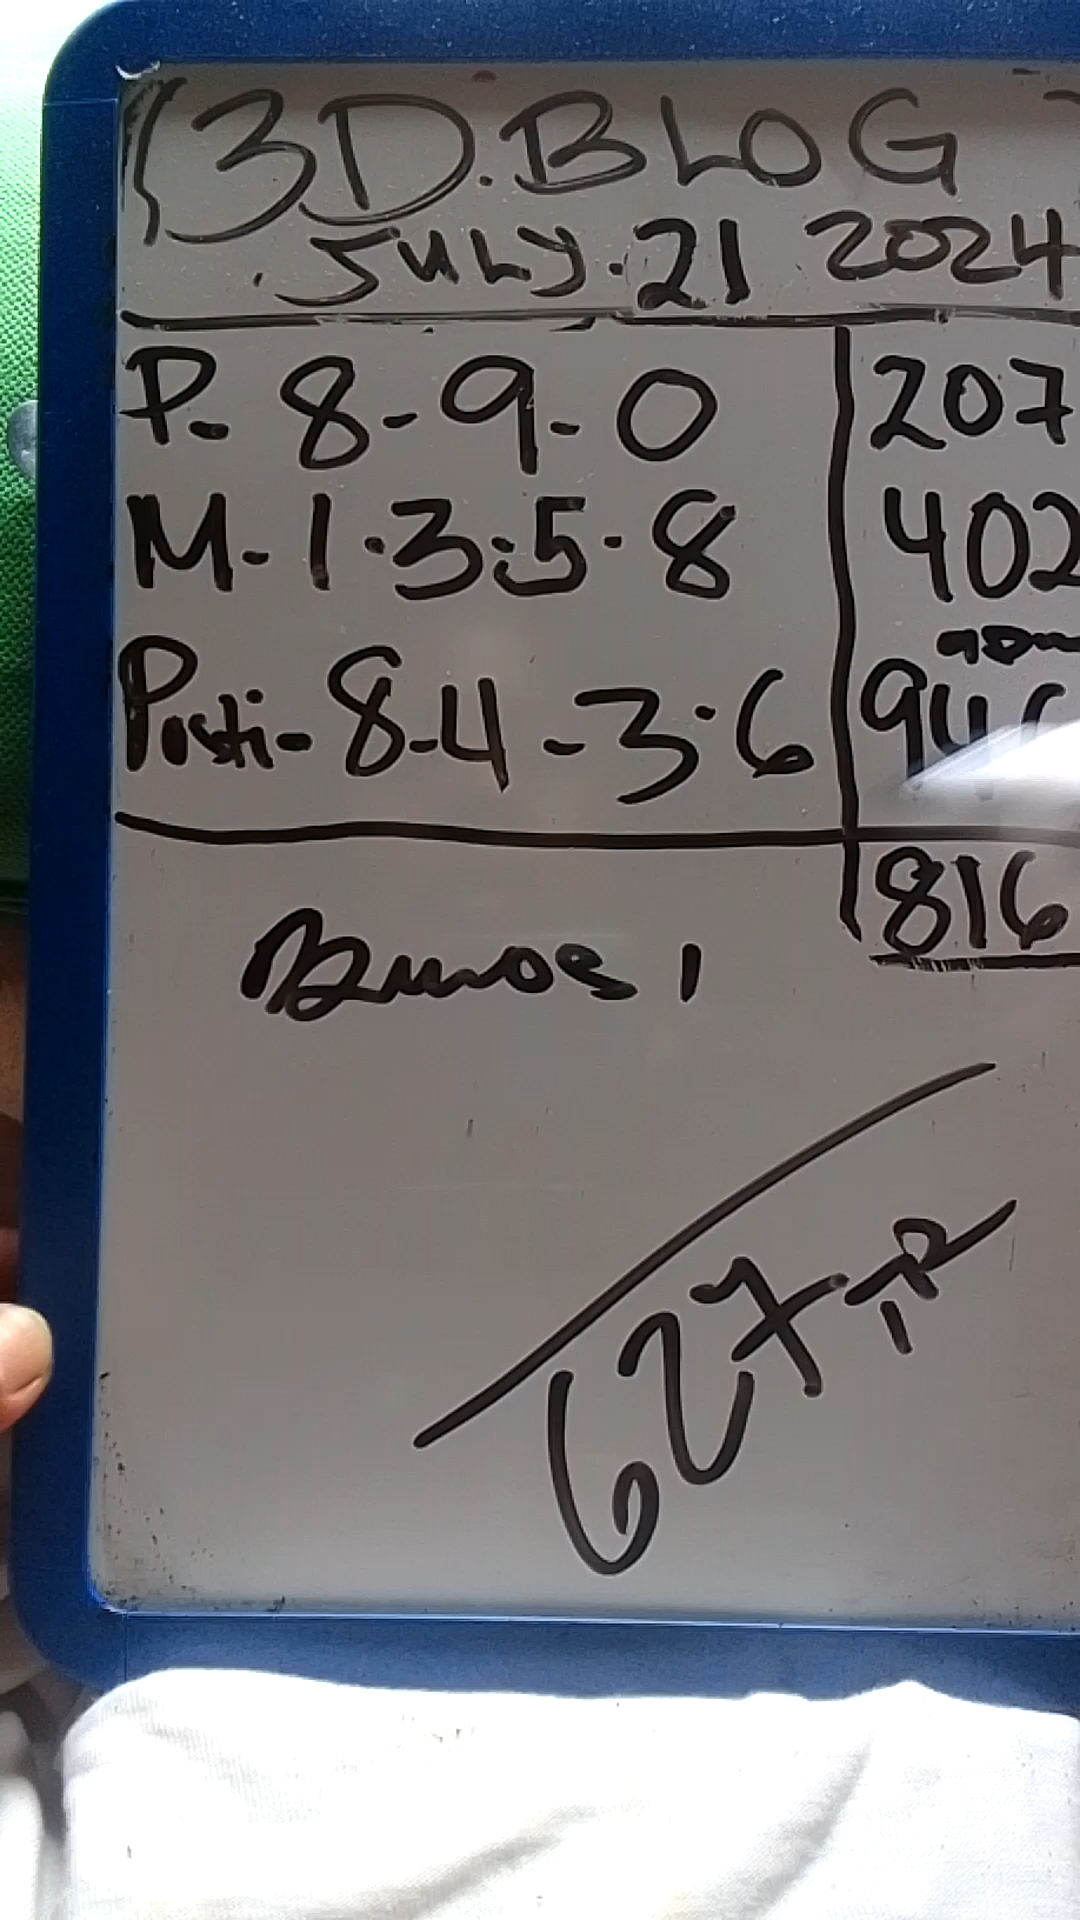 (3D.BLOG
JULY.21 2024
P- 8-9-0 207
M-1.3.5.8 402
Posti-8-4-3.6
816
627